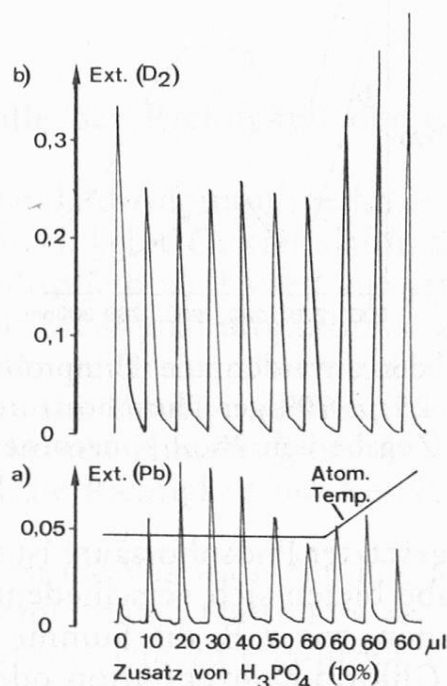 b) Ext. (D2)
0,3
0,2
0,1
0
a) Ext. (Pb)
Atom.
Temp.
0,05
0
0 10 20 30 40 50 60 60 60 60 µl
Zusatz von H3PO4 (10%)